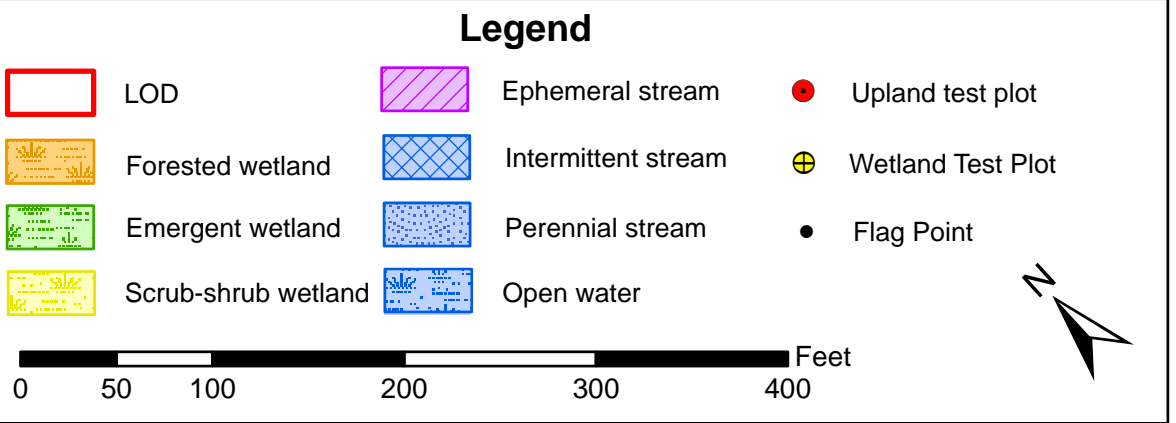 Legend
LOD
Forested wetland
Emergent wetland
Scrub-shrub wetland
Ephemeral stream
Intermittent stream
Perennial stream
Open water
Upland test plot
Wetland Test Plot
Flag Point
N
Feet
0 50 100 200 300 400